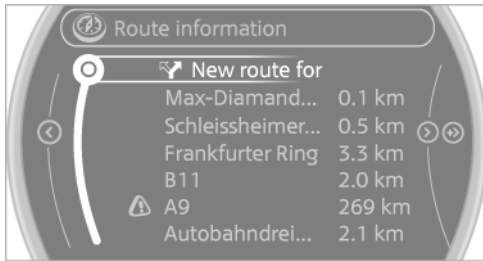 Route information
New route for
Max-Diamand... 0.1 km
Schleissheimer... 0.5 km
Frankfurter Ring 3.3 km
B11 2.0 km
A9 269 km
Autobahndrei... 2.1 km